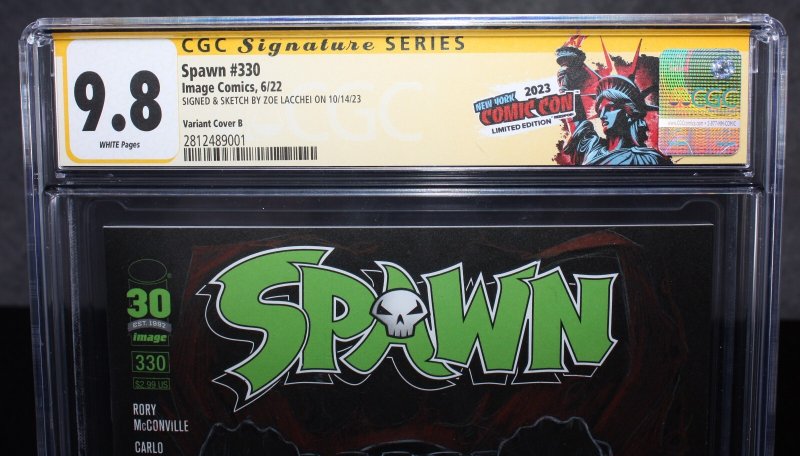 CGC Signature SERIES
9.8
WHITE Pages
Spawn #330
Image Comics, 6/22
SIGNED & SKETCH BY ZOE LACCHEI ON 10/14/23
Variant Cover B
2812489001
2023
NEW YORK
COMIC CON
LIMITED EDITION
CGC
SPAWN
30
EST. 1992
image
330
$2.99 US
RORY
McCONVILLE
CARLO